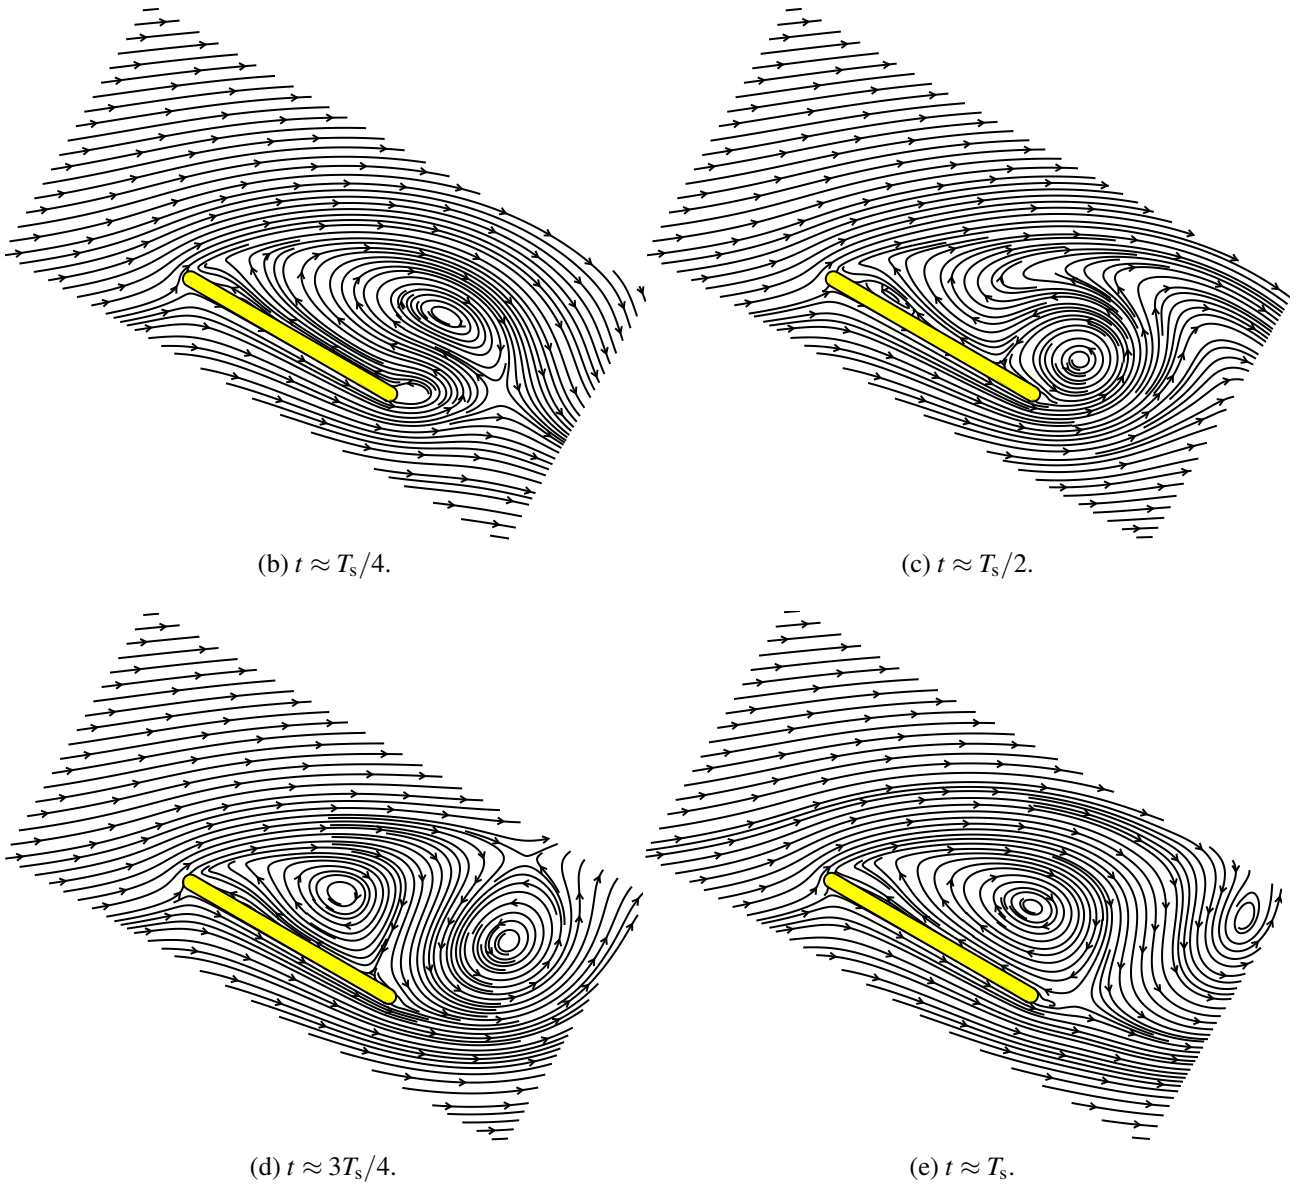 (b) t ≈ Tₛ/4.
(c) t ≈ Tₛ/2.
(d) t ≈ 3Tₛ/4.
(e) t ≈ Tₛ.